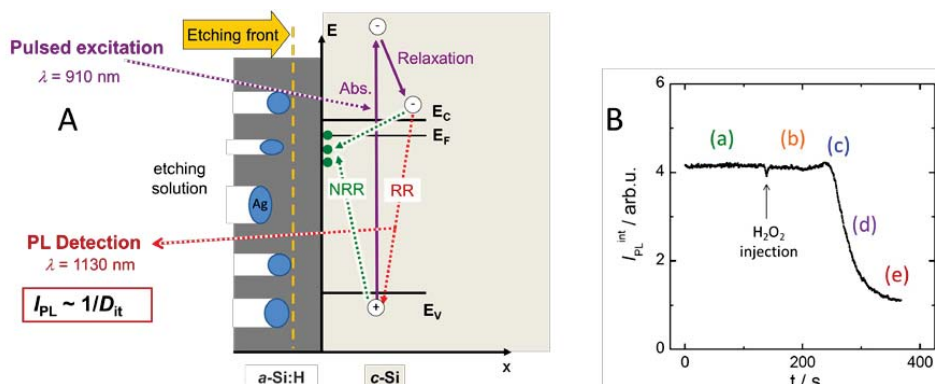 A
Etching front
Pulsed excitation
λ = 910 nm
etching
solution
Ag
PL Detection
λ = 1130 nm
I_PL ~ 1/D_it
E
Abs.
Relaxation
-
-
E_C
E_F
NRR
RR
+
E_V
x
a-Si:H
c-Si
B
(a)
(b)
(c)
(d)
(e)
H₂O₂
injection
I_PL^int / arb.u.
6
4
2
0
0
200
400
t / s